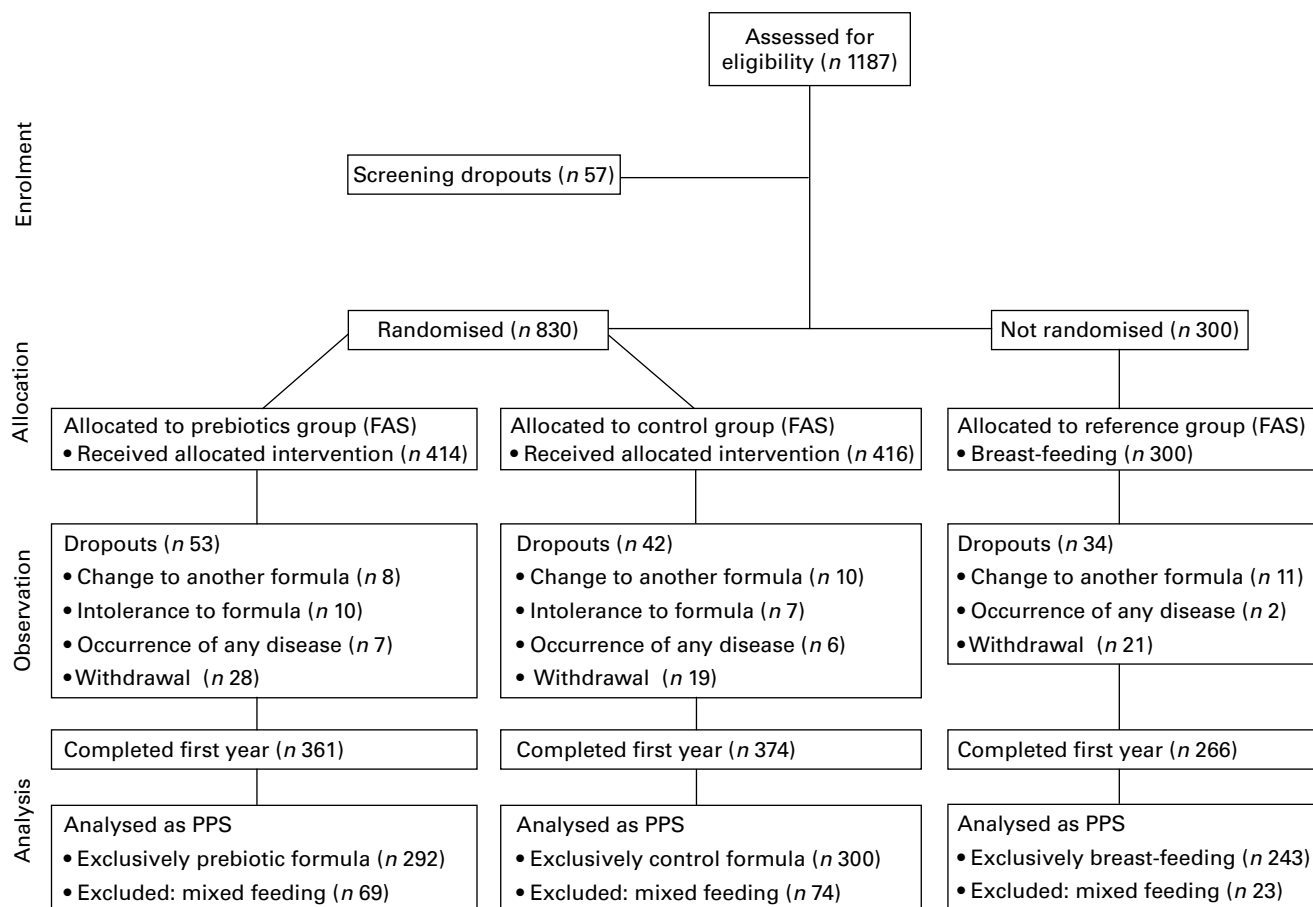 Assessed for
eligibility (n 1187)
Enrolment
Screening dropouts (n 57)
Randomised (n 830)
Not randomised (n 300)
Allocation
Allocated to prebiotics group (FAS)
• Received allocated intervention (n 414)
Allocated to control group (FAS)
• Received allocated intervention (n 416)
Allocated to reference group (FAS)
• Breast-feeding (n 300)
Observation
Dropouts (n 53)
• Change to another formula (n 8)
• Intolerance to formula (n 10)
• Occurrence of any disease (n 7)
• Withdrawal (n 28)
Dropouts (n 42)
• Change to another formula (n 10)
• Intolerance to formula (n 7)
• Occurrence of any disease (n 6)
• Withdrawal (n 19)
Dropouts (n 34)
• Change to another formula (n 11)
• Occurrence of any disease (n 2)
• Withdrawal (n 21)
Analysis
Completed first year (n 361)
Completed first year (n 374)
Completed first year (n 266)
Analysed as PPS
• Exclusively prebiotic formula (n 292)
• Excluded: mixed feeding (n 69)
Analysed as PPS
• Exclusively control formula (n 300)
• Excluded: mixed feeding (n 74)
Analysed as PPS
• Exclusively breast-feeding (n 243)
• Excluded: mixed feeding (n 23)